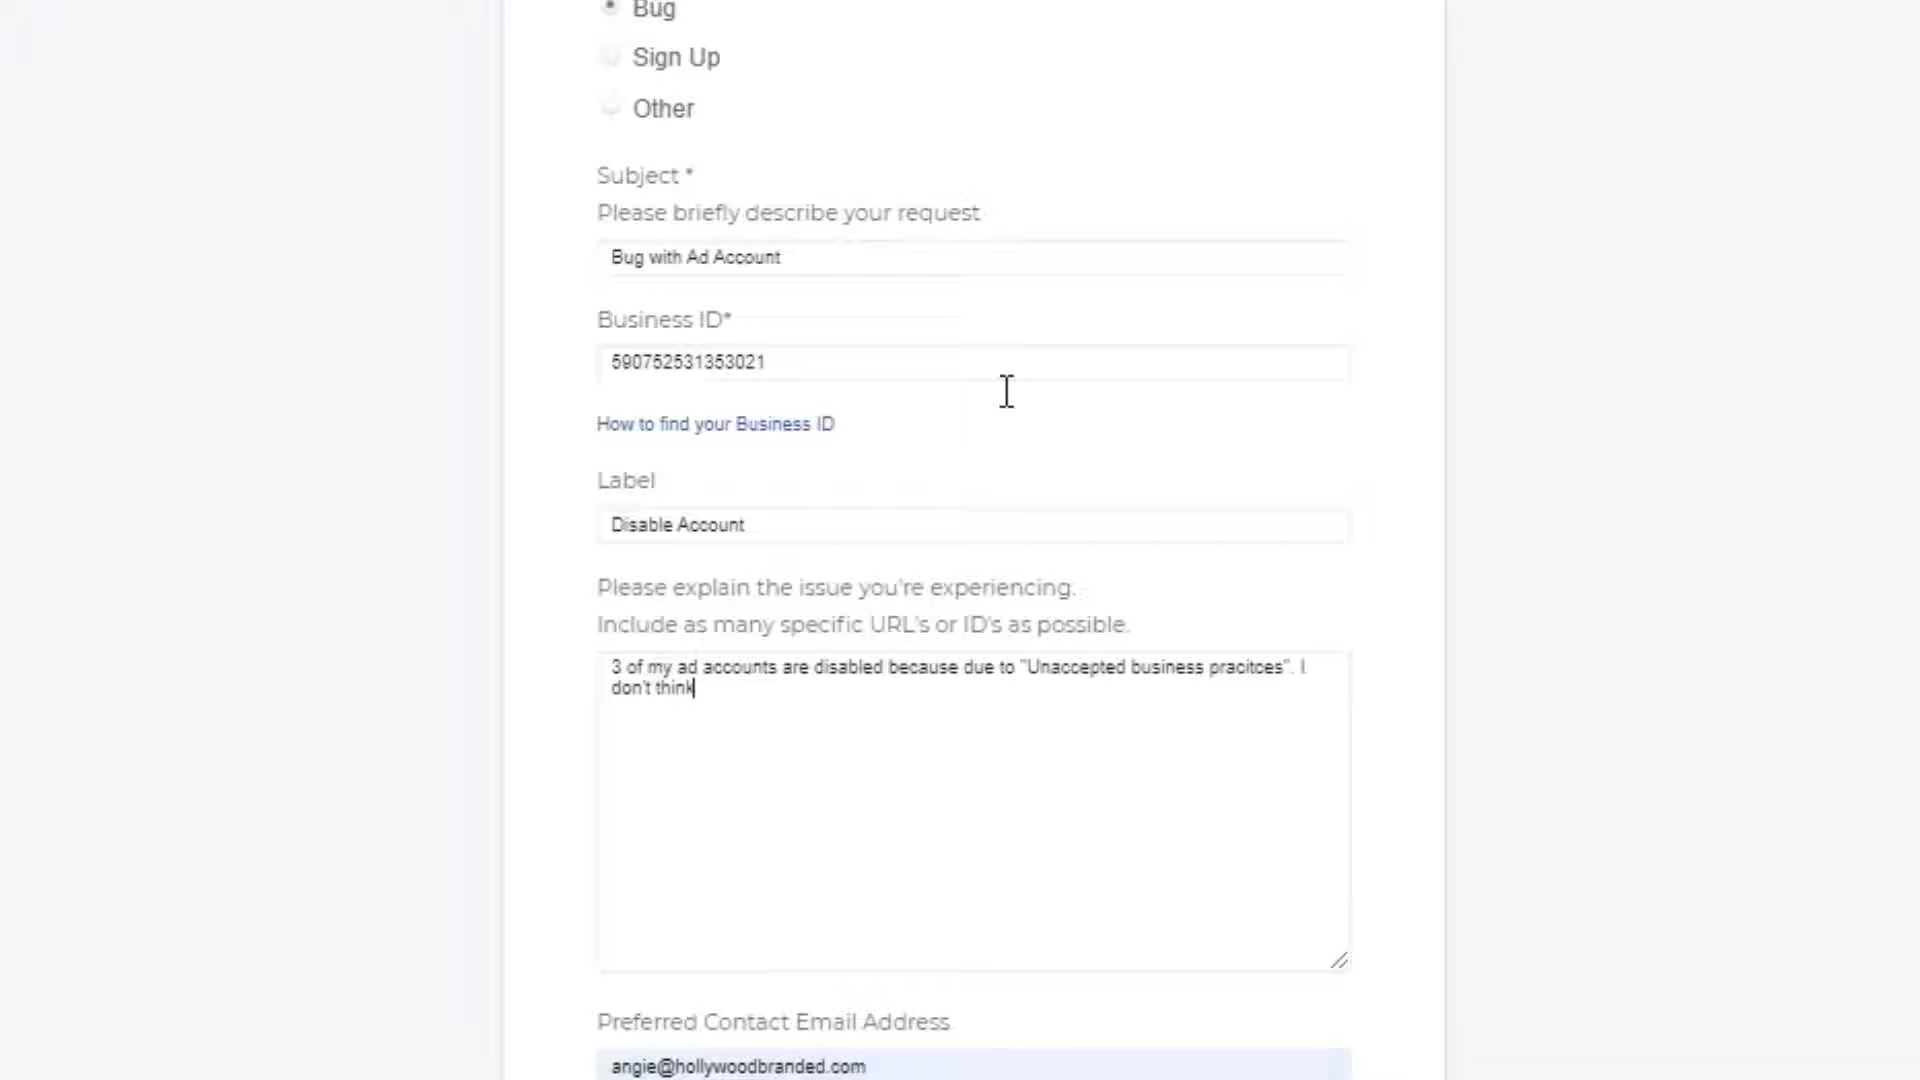 Bug
Sign Up
Other
Subject *
Please briefly describe your request
Bug with Ad Account
Business ID*
590752531353021
How to find your Business ID
Label
Disable Account
Please explain the issue you're experiencing.
Include as many specific URL's or ID's as possible.
3 of my ad accounts are disabled because due to "Unaccepted business pracitces". I
don't think
Preferred Contact Email Address
angie@hollywoodbranded.com